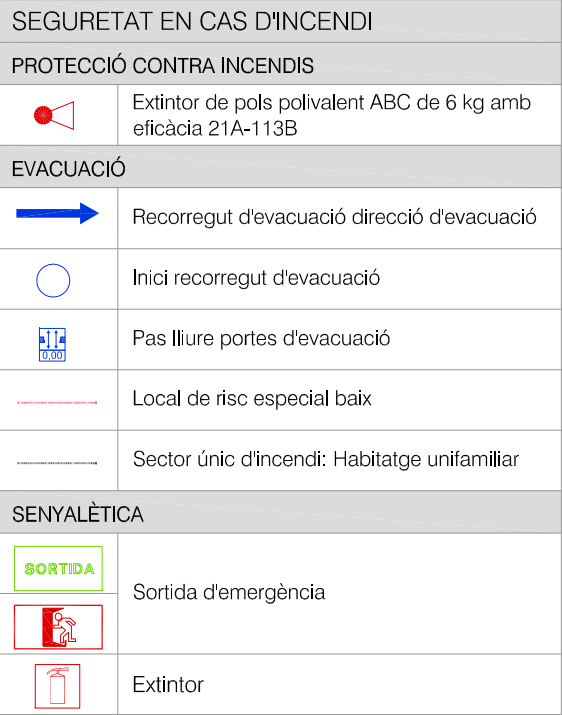 SEGURETAT EN CAS D'INCENDI
PROTECCIÓ CONTRA INCENDIS
Extintor de pols polivalent ABC de 6 kg amb
eficàcia 21A-113B
EVACUACIÓ
Recorregut d'evacuació direcció d'evacuació
Inici recorregut d'evacuació
0,00
Pas lliure portes d'evacuació
Local de risc especial baix
Sector únic d'incendi: Habitatge unifamiliar
SENYALÈTICA
SORTIDA
Sortida d'emergència
Extintor